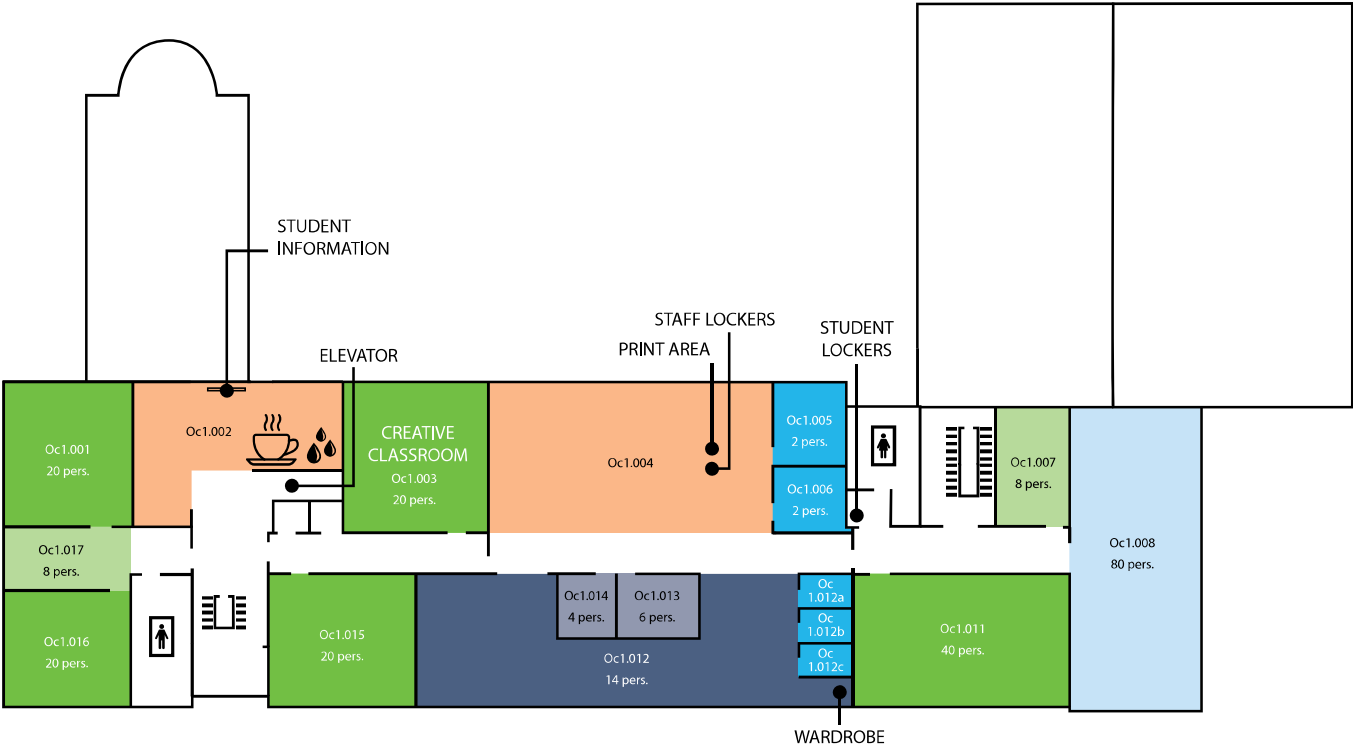 STUDENT
INFORMATION
STAFF LOCKERS
STUDENT
LOCKERS
PRINT AREA
ELEVATOR
Oc1.001
20 pers.
Oc1.002
CREATIVE
CLASSROOM
Oc1.003
20 pers.
Oc1.004
Oc1.005
2 pers.
Oc1.006
2 pers.
Oc1.007
8 pers.
Oc1.008
80 pers.
Oc1.017
8 pers.
Oc1.016
20 pers.
Oc1.015
20 pers.
Oc1.014
4 pers.
Oc1.013
6 pers.
Oc1.012
14 pers.
Oc
1.012a
Oc
1.012b
Oc
1.012c
Oc1.011
40 pers.
WARDROBE